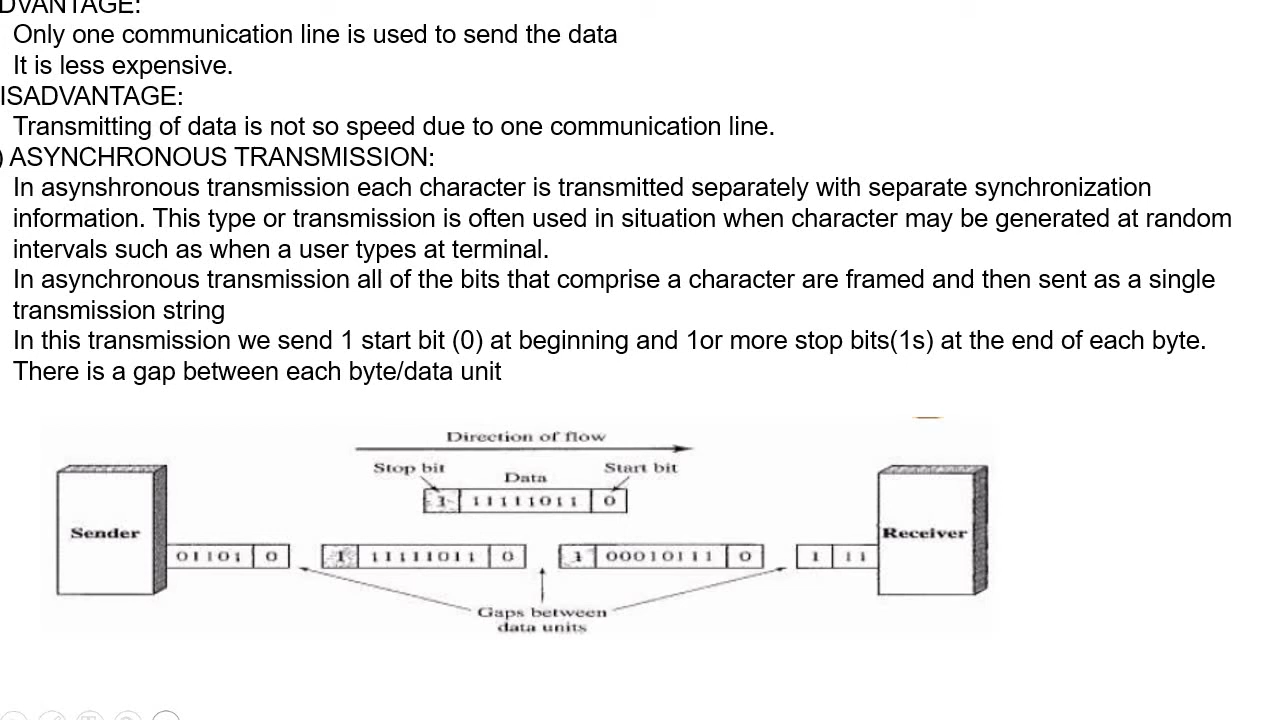 DVANTAGE:
Only one communication line is used to send the data
It is less expensive.
ISADVANTAGE:
Transmitting of data is not so speed due to one communication line.
) ASYNCHRONOUS TRANSMISSION:
In asynshronous transmission each character is transmitted separately with separate synchronization
information. This type or transmission is often used in situation when character may be generated at random
intervals such as when a user types at terminal.
In asynchronous transmission all of the bits that comprise a character are framed and then sent as a single
transmission string
In this transmission we send 1 start bit (0) at beginning and 1or more stop bits(1s) at the end of each byte.
There is a gap between each byte/data unit
Direction of flow
Stop bit Data Start bit
1 11111011 0
Sender Receiver
01101 0 1 11111011 0 1 00010111 0 1 11
Gaps between
data units